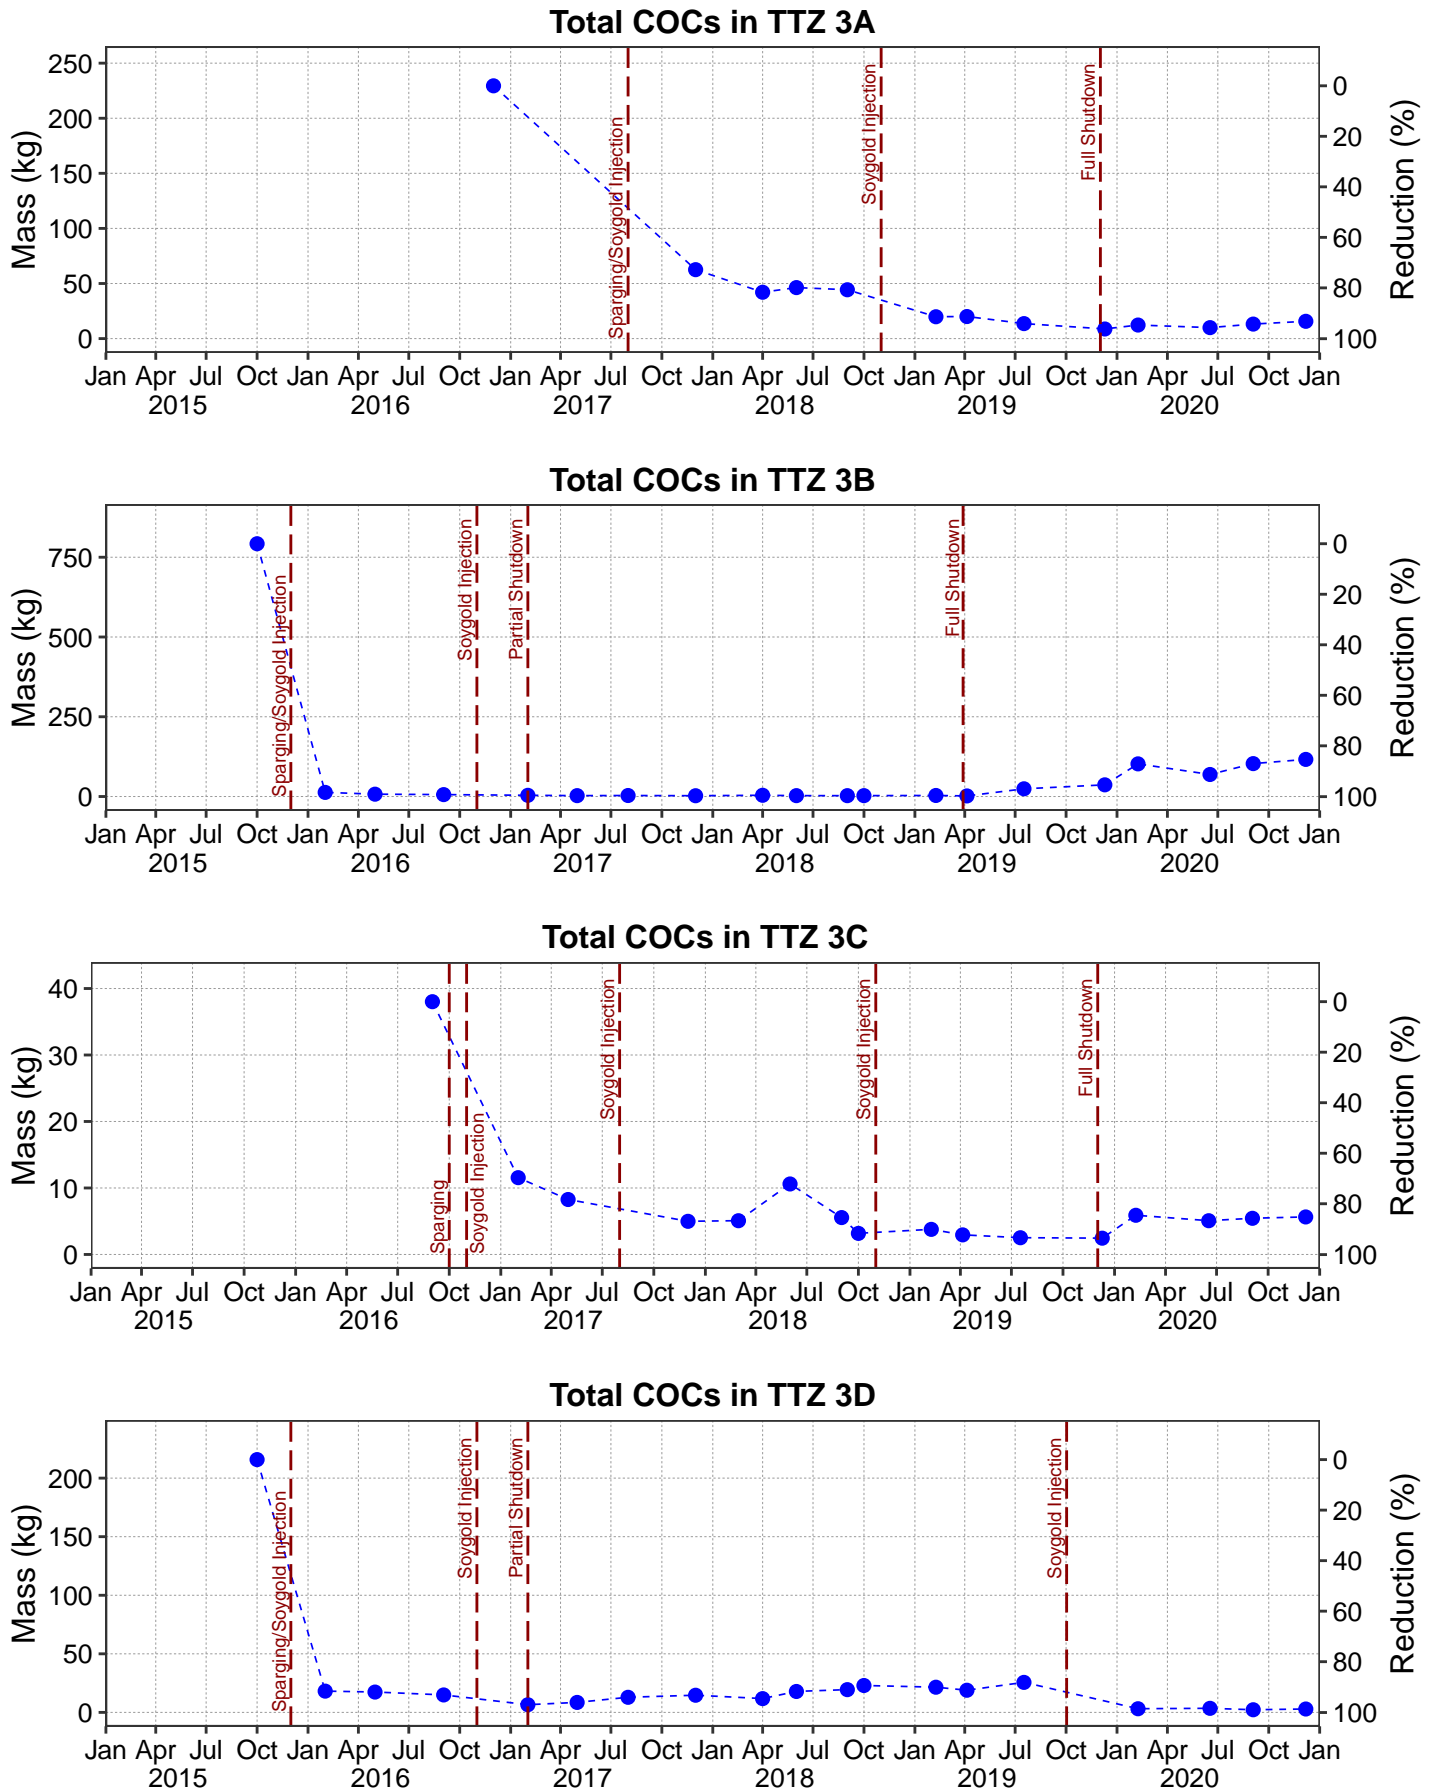 Total COCs in TTZ 3A
Mass (kg)
250
200
150
100
50
0
Sparging/Soygold Injection
Soygold Injection
Full Shutdown
0
20
40
60
80
100
Reduction (%)
Jan Apr Jul Oct Jan Apr Jul Oct Jan Apr Jul Oct Jan Apr Jul Oct Jan Apr Jul Oct Jan Apr Jul Oct Jan
2015 2016 2017 2018 2019 2020
Total COCs in TTZ 3B
Mass (kg)
750
500
250
0
Sparging/Soygold Injection
Soygold Injection
Partial Shutdown
Full Shutdown
0
20
40
60
80
100
Reduction (%)
Jan Apr Jul Oct Jan Apr Jul Oct Jan Apr Jul Oct Jan Apr Jul Oct Jan Apr Jul Oct Jan Apr Jul Oct Jan
2015 2016 2017 2018 2019 2020
Total COCs in TTZ 3C
Mass (kg)
40
30
20
10
0
Sparging
Soygold Injection
Soygold Injection
Soygold Injection
Full Shutdown
0
20
40
60
80
100
Reduction (%)
Jan Apr Jul Oct Jan Apr Jul Oct Jan Apr Jul Oct Jan Apr Jul Oct Jan Apr Jul Oct Jan Apr Jul Oct Jan
2015 2016 2017 2018 2019 2020
Total COCs in TTZ 3D
Mass (kg)
200
150
100
50
0
Sparging/Soygold Injection
Soygold Injection
Partial Shutdown
Soygold Injection
0
20
40
60
80
100
Reduction (%)
Jan Apr Jul Oct Jan Apr Jul Oct Jan Apr Jul Oct Jan Apr Jul Oct Jan Apr Jul Oct Jan Apr Jul Oct Jan
2015 2016 2017 2018 2019 2020